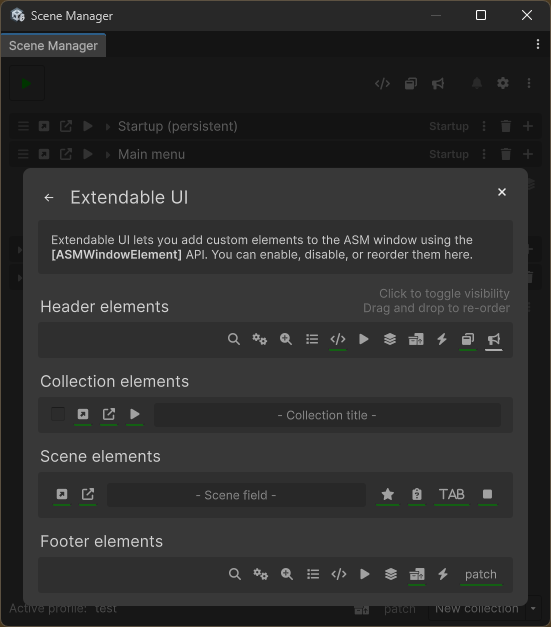 Scene Manager
Scene Manager
Startup (persistent)
Startup
Main menu
Startup
Extendable UI
Extendable UI lets you add custom elements to the ASM window using the
[ASMWindowElement] API. You can enable, disable, or reorder them here.
Click to toggle visibility
Header elements
Drag and drop to re-order
Collection elements
- Collection title -
Scene elements
- Scene field -
TAB
Footer elements
patch
Active profile: test
patch
New collection